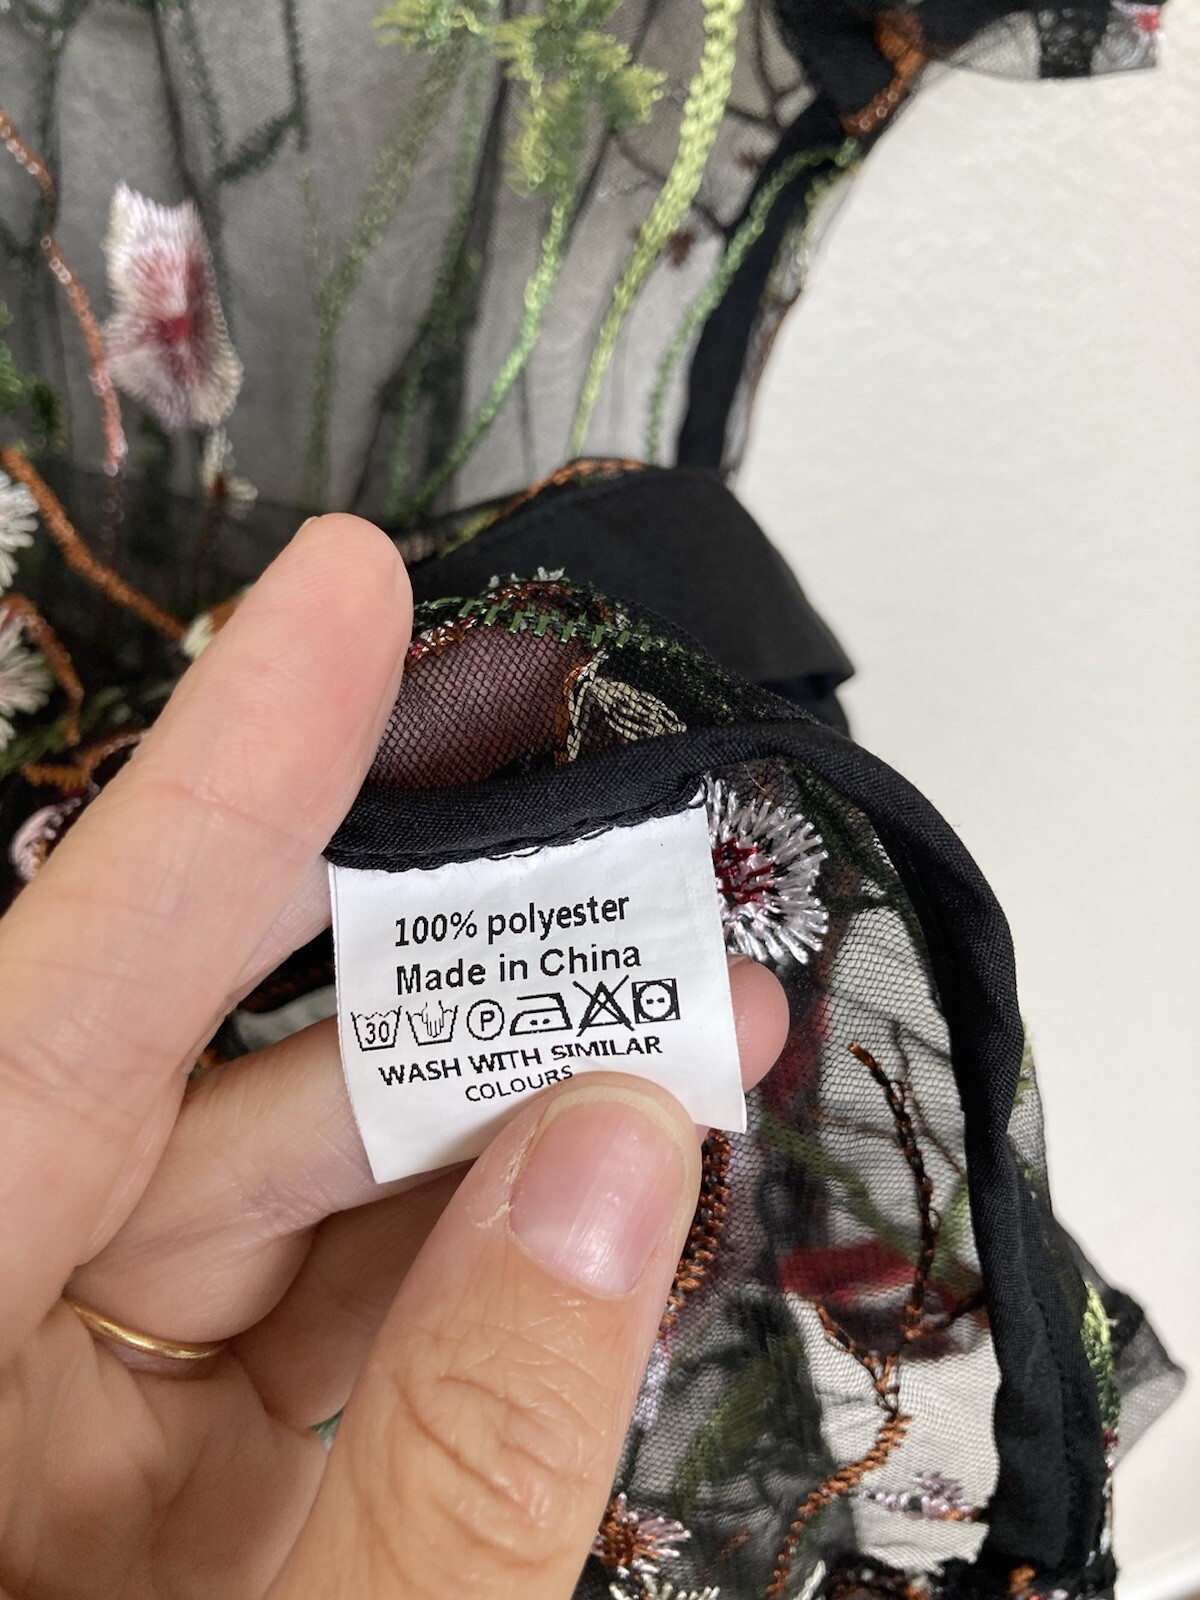 100% polyester
Made in China
30 P
WASH WITH SIMILAR
COLOURS